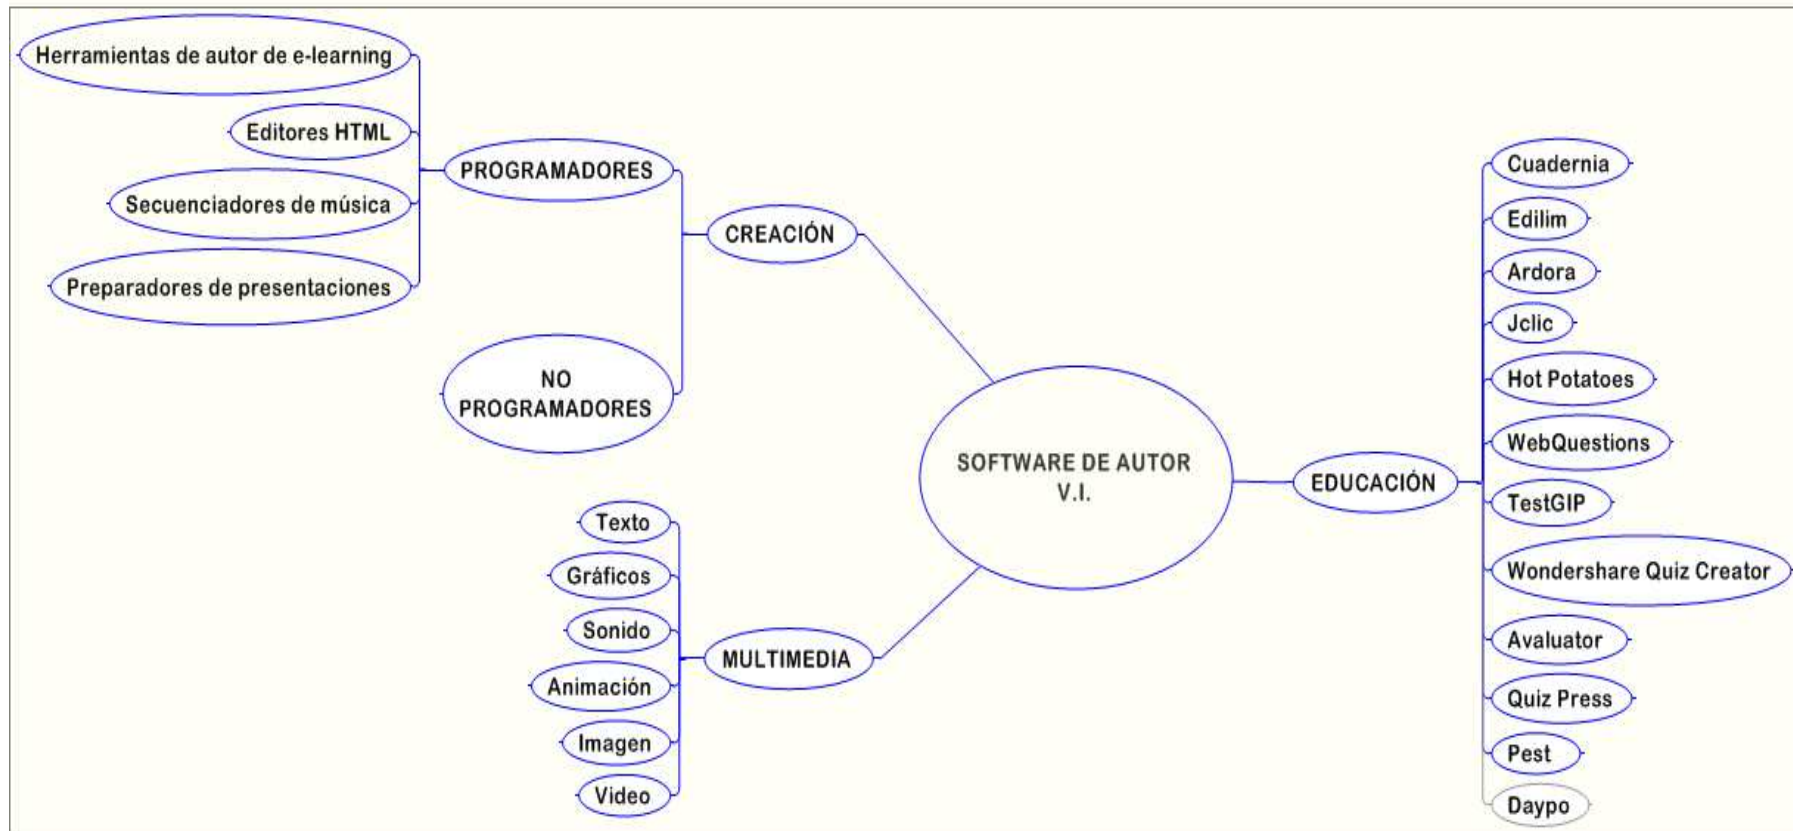 Herramientas de autor de e-learning
Editores HTML
Secuenciadores de música
Preparadores de presentaciones
PROGRAMADORES
NO
PROGRAMADORES
CREACIÓN
SOFTWARE DE AUTOR
V.I.
MULTIMEDIA
Texto
Gráficos
Sonido
Animación
Imagen
Video
EDUCACIÓN
Cuadernia
Edilim
Ardora
Jclic
Hot Potatoes
WebQuestions
TestGIP
Wondershare Quiz Creator
Avaluator
Quiz Press
Pest
Daypo